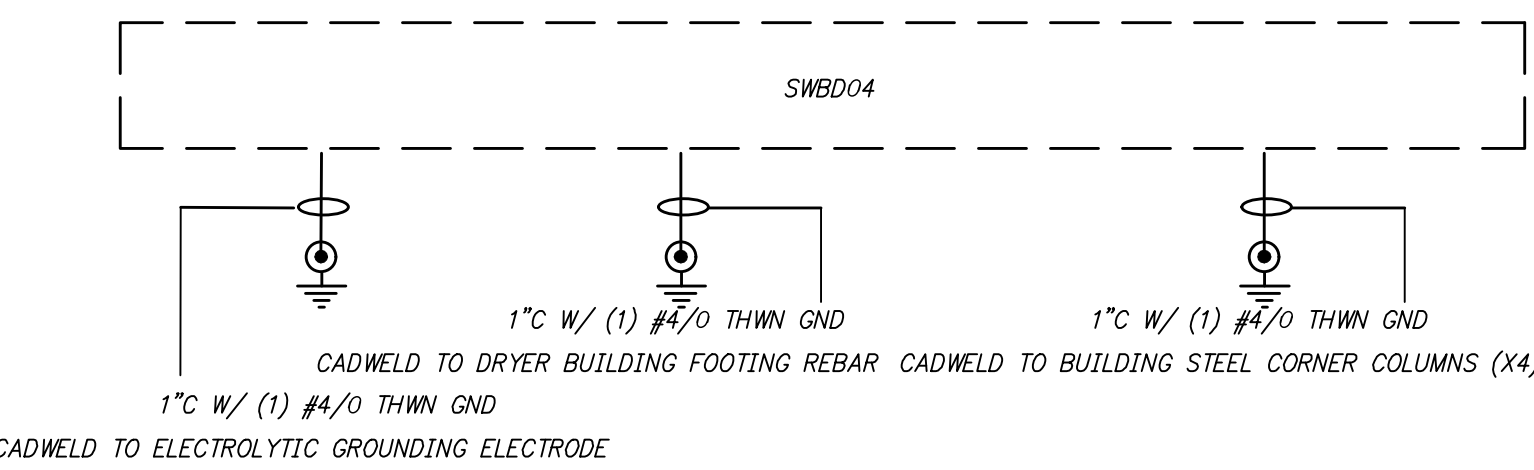 SWBD04
1"C W/ (1) #4/0 THWN GND
CADWELD TO DRYER BUILDING FOOTING REBAR
1"C W/ (1) #4/0 THWN GND
CADWELD TO BUILDING STEEL CORNER COLUMNS (X4)
1"C W/ (1) #4/0 THWN GND
CADWELD TO ELECTROLYTIC GROUNDING ELECTRODE